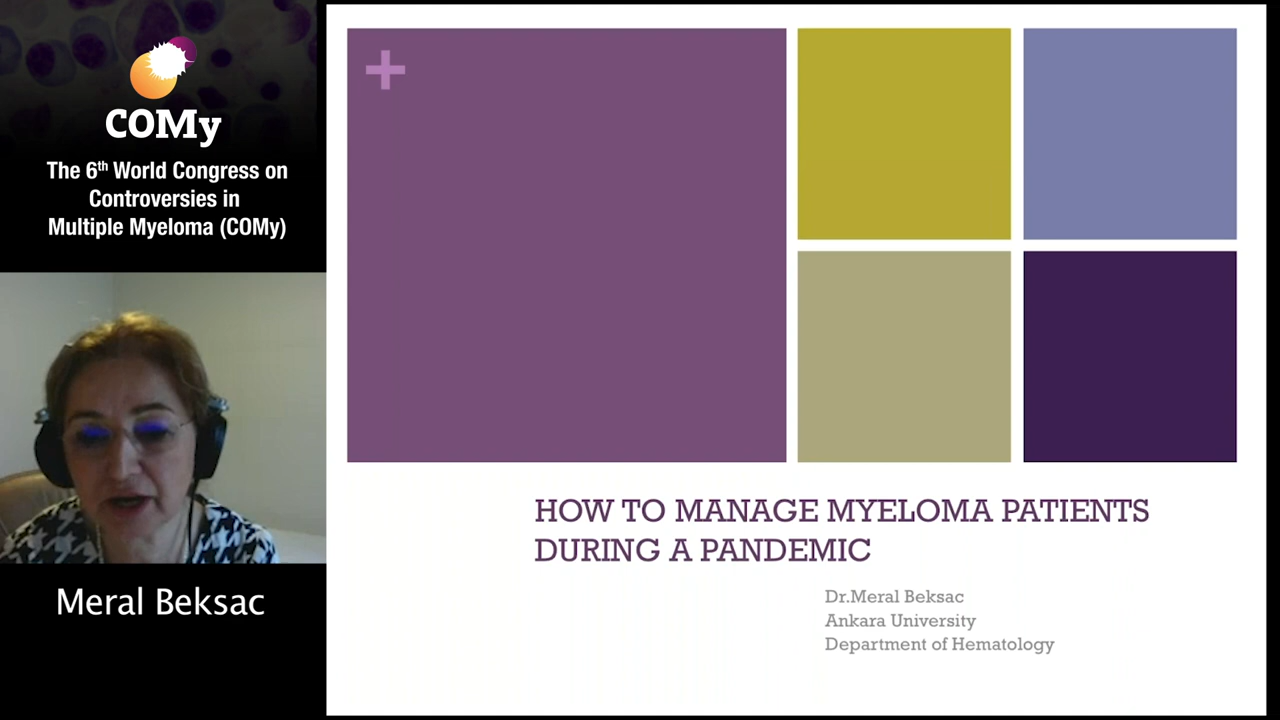 COMy
The 6th World Congress on
Controversies in
Multiple Myeloma (COMy)
Meral Beksac
+
HOW TO MANAGE MYELOMA PATIENTS
DURING A PANDEMIC
Dr.Meral Beksac
Ankara University
Department of Hematology